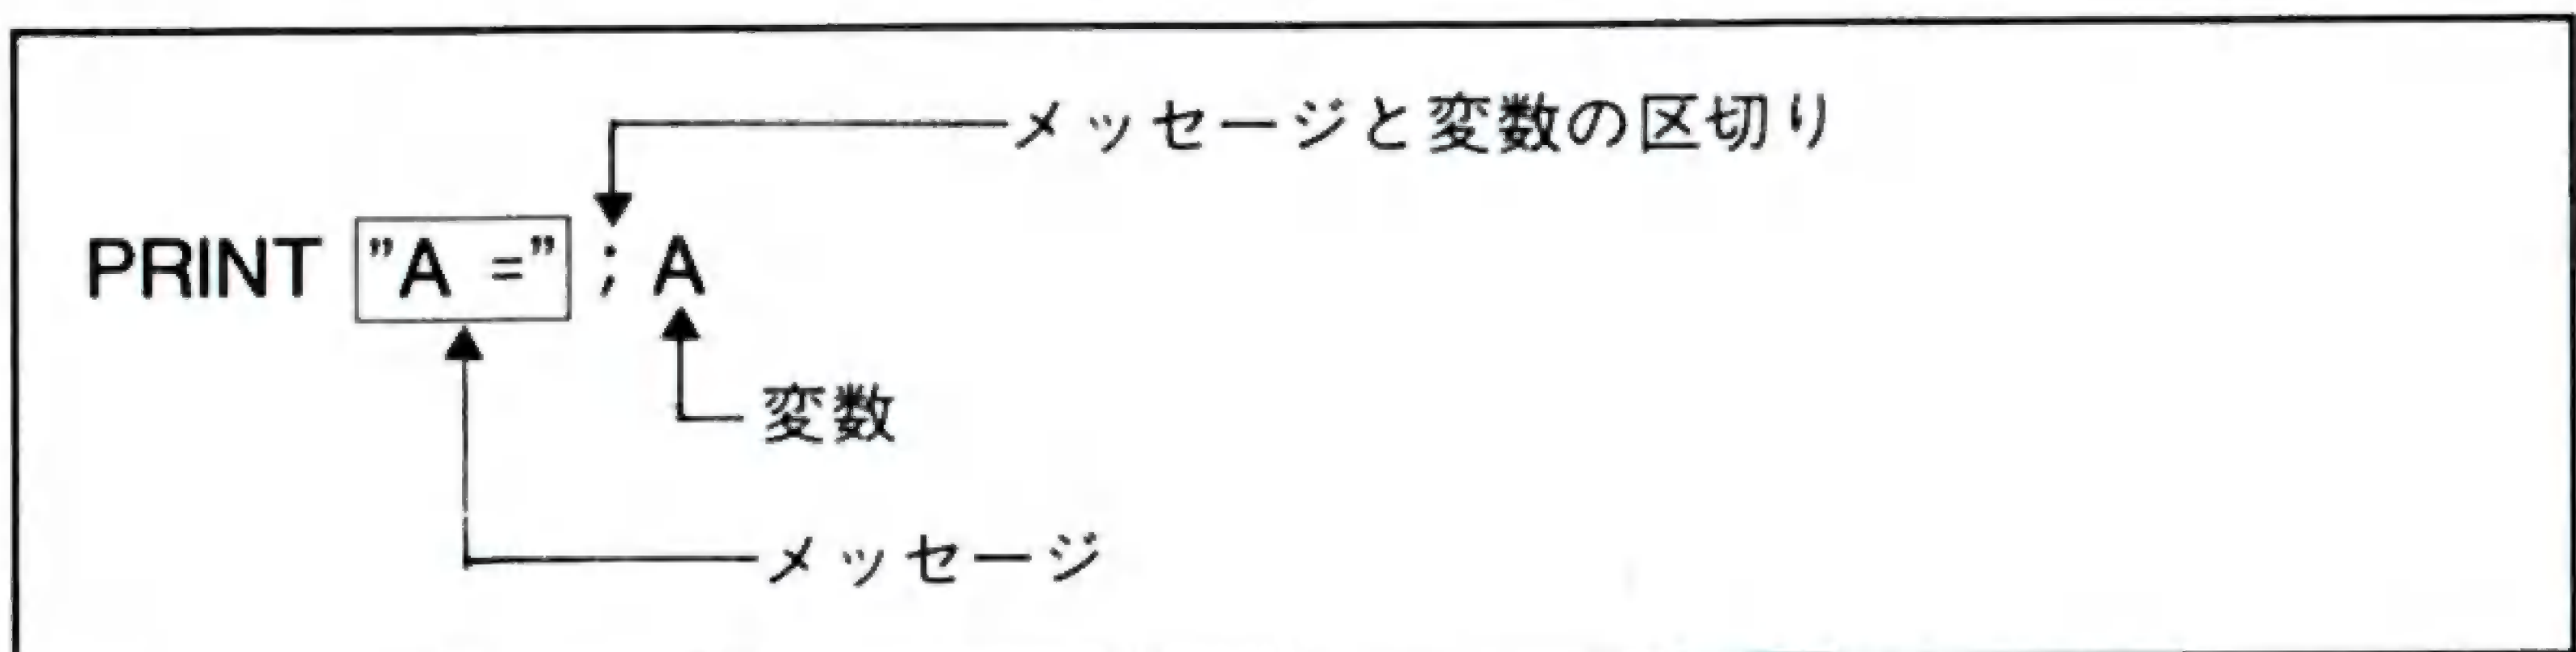 メッセージと変数の区切り
PRINT ”A =” ; A
変数
メッセージ